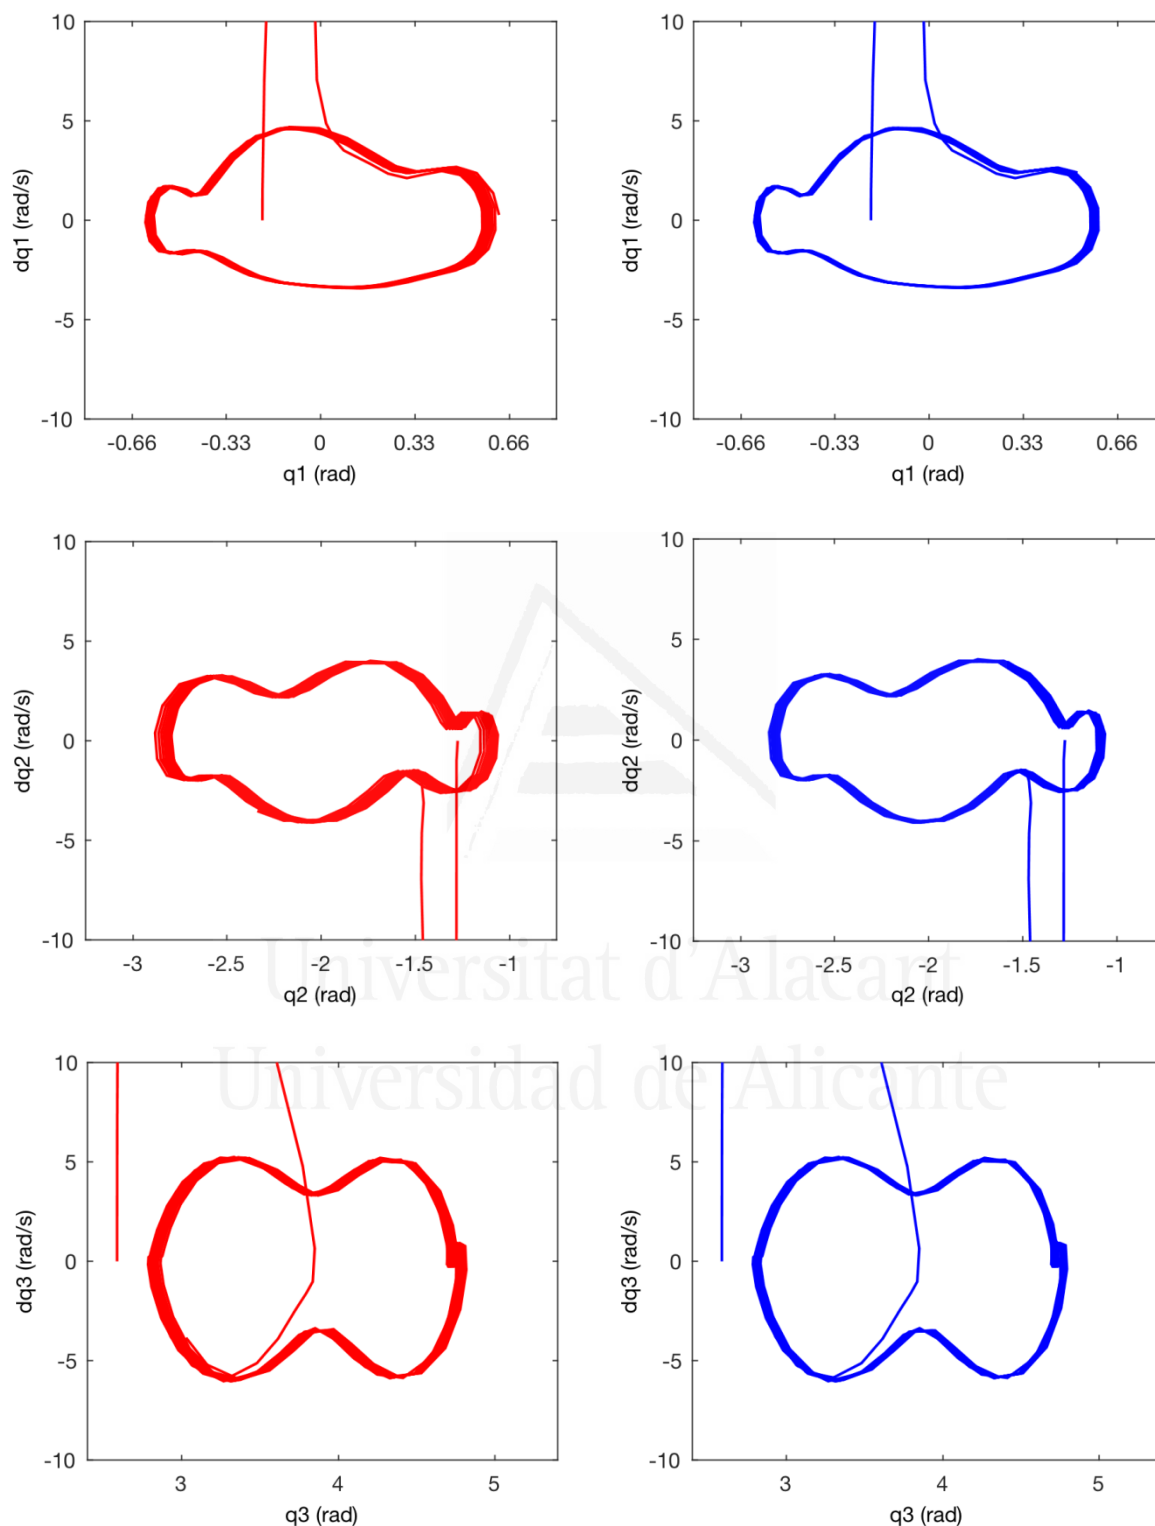 10 10
5 5
0 0
-5 -5
-10 -10
dq1 (rad/s) dq1 (rad/s)
-0.66 -0.33 0 0.33 0.66 -0.66 -0.33 0 0.33 0.66
q1 (rad) q1 (rad)
10 10
5 5
0 0
-5 -5
-10 -10
dq2 (rad/s) dq2 (rad/s)
-3 -2.5 -2 -1.5 -1 -3 -2.5 -2 -1.5 -1
q2 (rad) q2 (rad)
Universitat d'Alacant
Universidad de Alicante
10 10
5 5
0 0
-5 -5
-10 -10
dq3 (rad/s) dq3 (rad/s)
3 4 5 3 4 5
q3 (rad) q3 (rad)